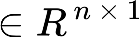 ∈ R^{n × 1}